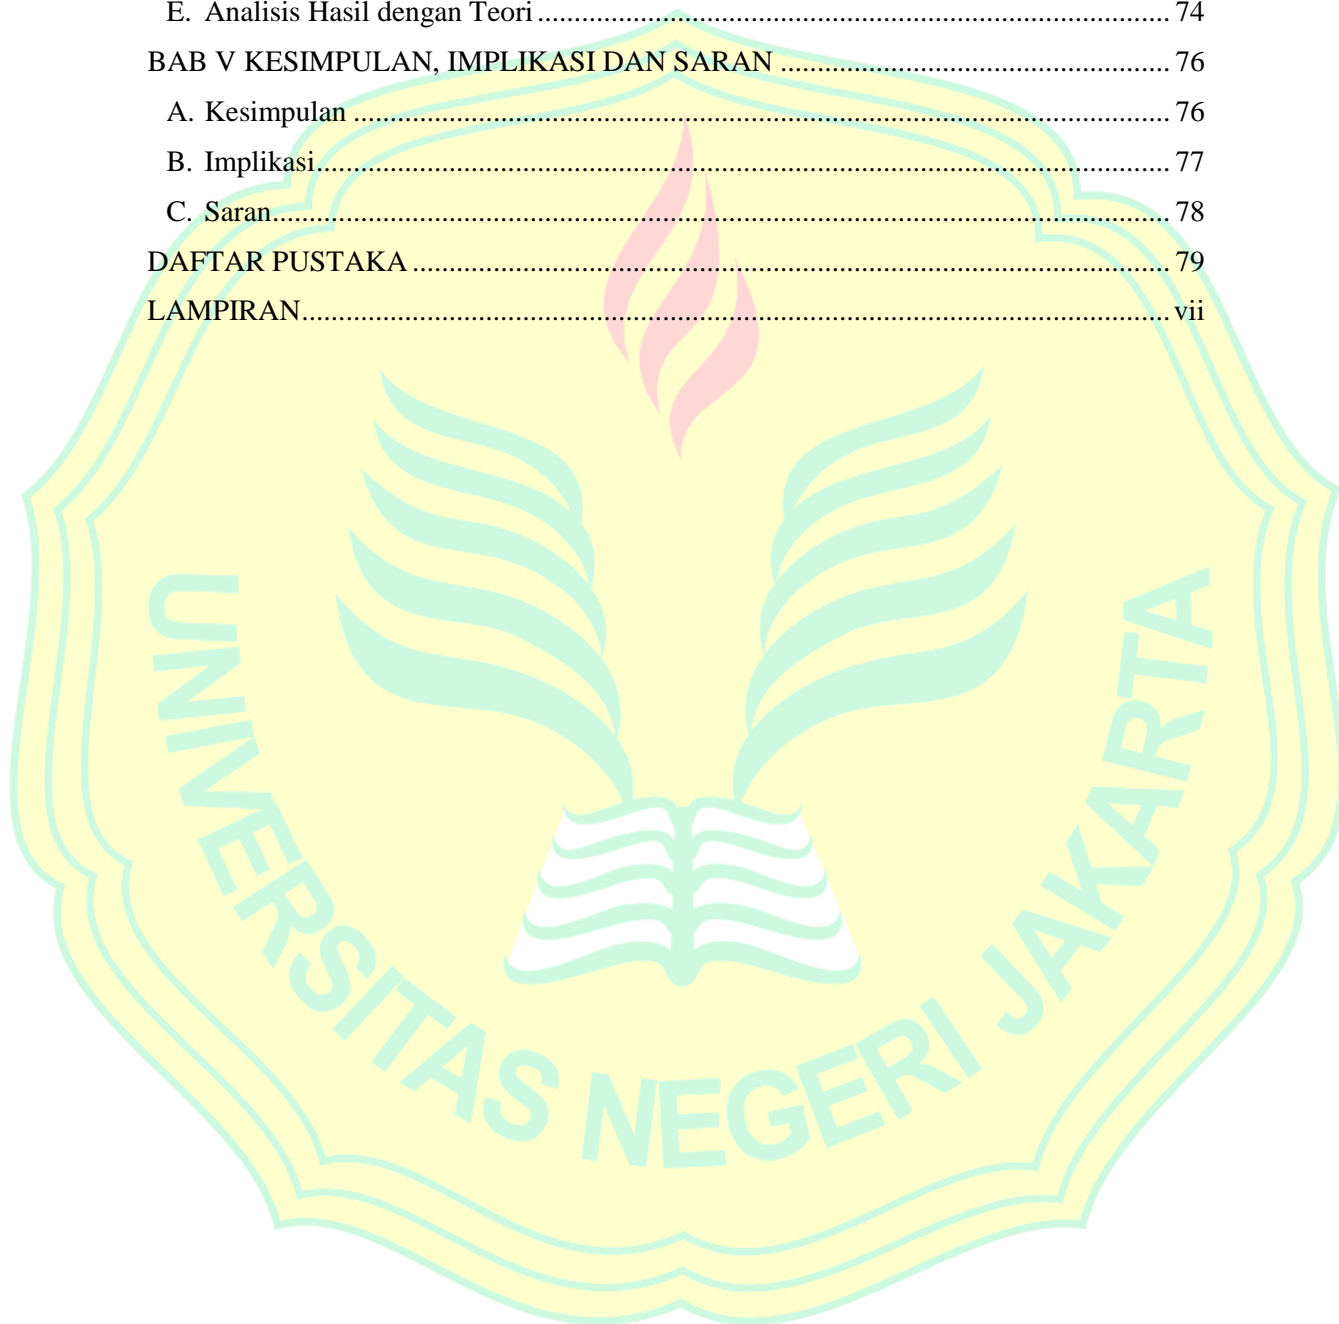 E. Analisis Hasil dengan Teori ........................................................................................ 74
BAB V KESIMPULAN, IMPLIKASI DAN SARAN ...................................................... 76
A. Kesimpulan ................................................................................................................ 76
B. Implikasi..................................................................................................................... 77
C. Saran........................................................................................................................... 78
DAFTAR PUSTAKA ....................................................................................................... 79
LAMPIRAN...................................................................................................................... vii
UNIVERSITAS NEGERI JAKARTA